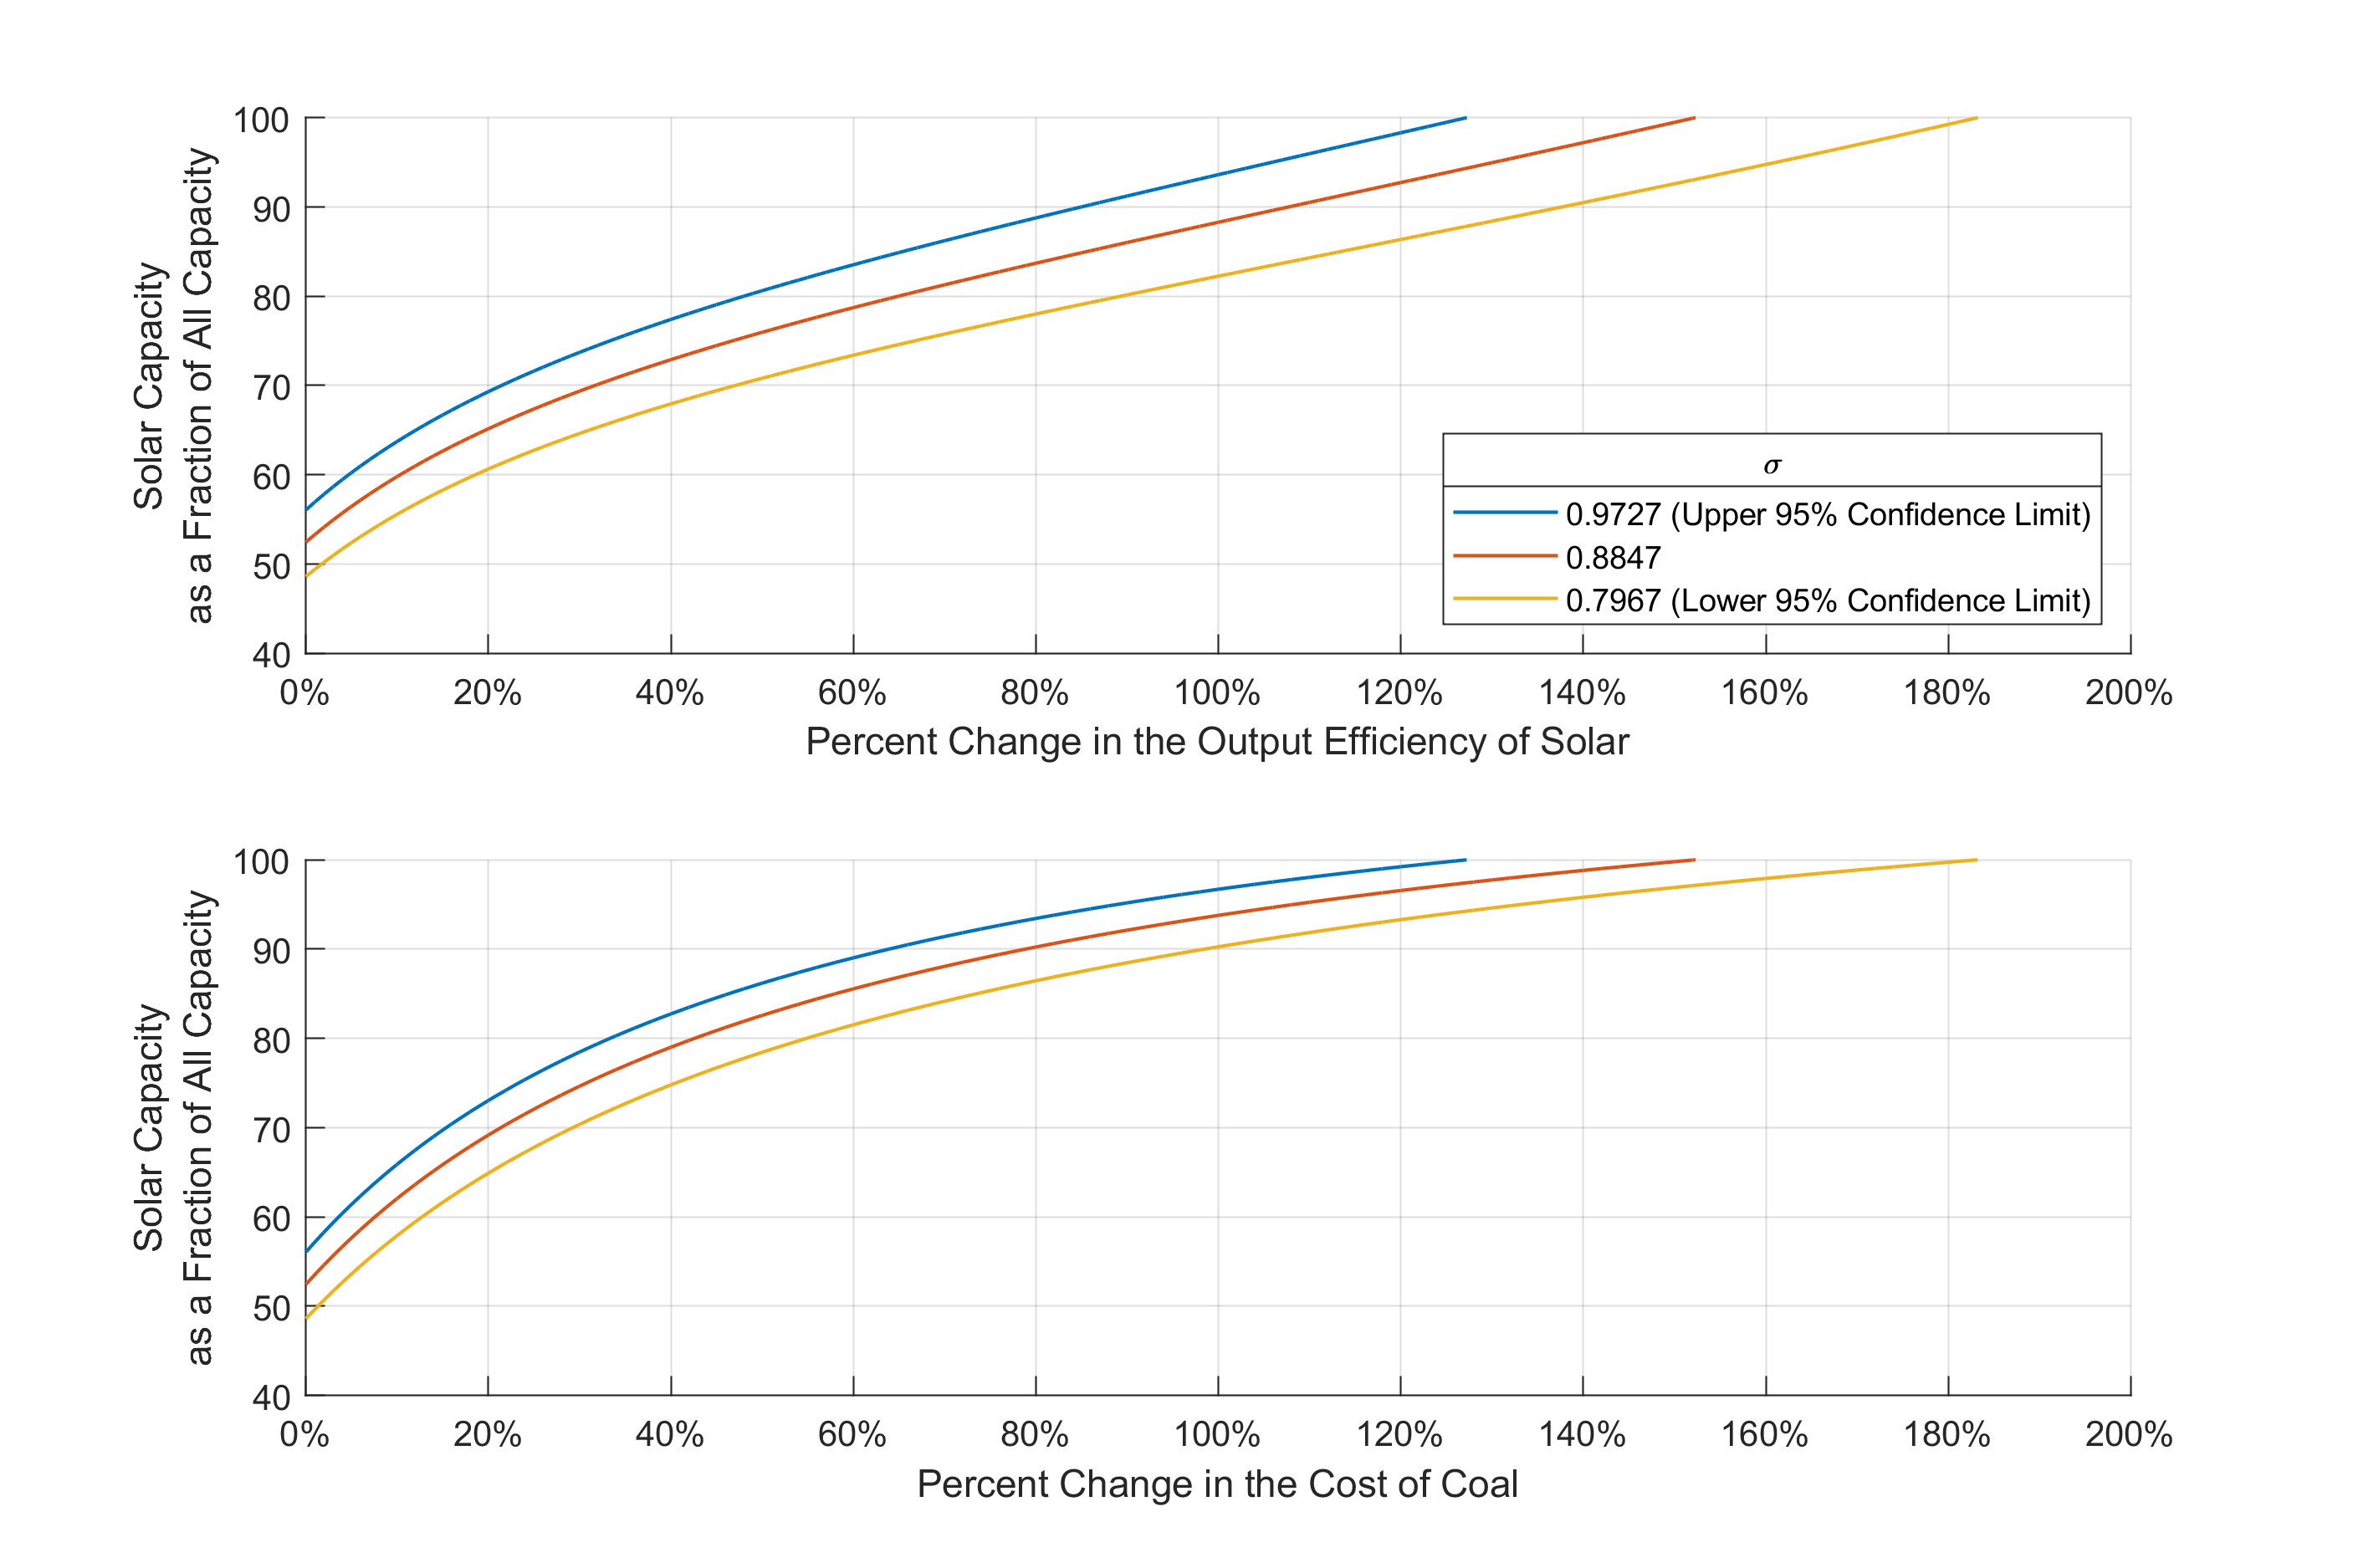 Solar Capacity
as a Fraction of All Capacity
100
90
80
70
60
50
40
0% 20% 40% 60% 80% 100% 120% 140% 160% 180% 200%
Percent Change in the Output Efficiency of Solar
σ
0.9727 (Upper 95% Confidence Limit)
0.8847
0.7967 (Lower 95% Confidence Limit)
Solar Capacity
as a Fraction of All Capacity
100
90
80
70
60
50
40
0% 20% 40% 60% 80% 100% 120% 140% 160% 180% 200%
Percent Change in the Cost of Coal